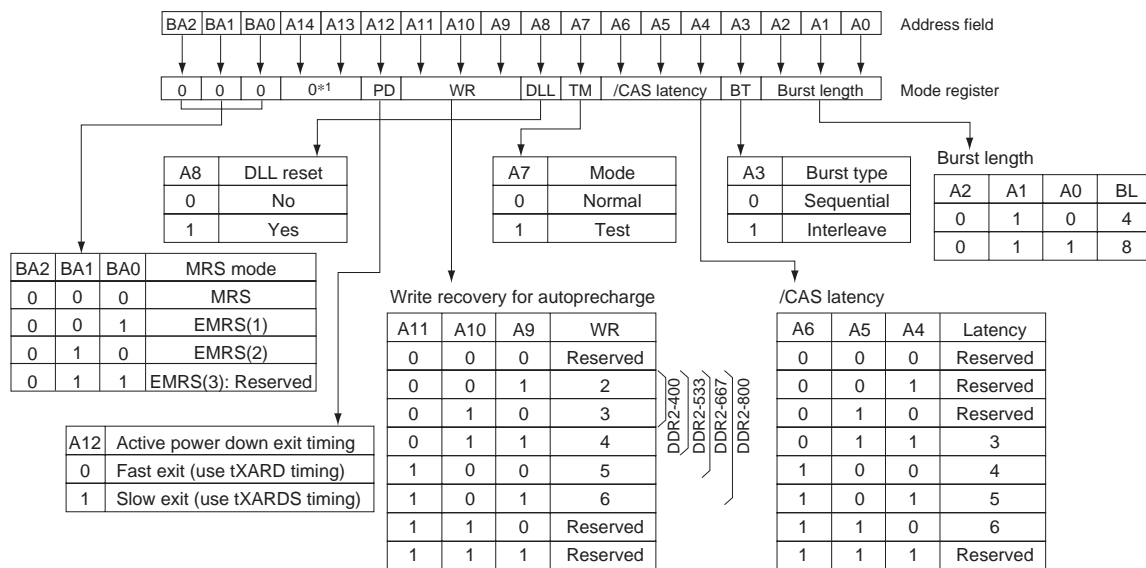 BA2 BA1 BA0 A14 A13 A12 A11 A10 A9 A8 A7 A6 A5 A4 A3 A2 A1 A0 Address field
0 0 0 0*1 PD WR DLL TM /CAS latency BT Burst length Mode register
A8 DLL reset
0 No
1 Yes
A7 Mode
0 Normal
1 Test
A3 Burst type
0 Sequential
1 Interleave
Burst length
A2 A1 A0 BL
0 1 0 4
0 1 1 8
BA2 BA1 BA0 MRS mode
0 0 0 MRS
0 0 1 EMRS(1)
0 1 0 EMRS(2)
0 1 1 EMRS(3): Reserved
A12 Active power down exit timing
0 Fast exit (use tXARD timing)
1 Slow exit (use tXARDS timing)
Write recovery for autoprecharge
A11 A10 A9 WR
0 0 0 Reserved
0 0 1 2
0 1 0 3
0 1 1 4
1 0 0 5
1 0 1 6
1 1 0 Reserved
1 1 1 Reserved
DDR2-400
DDR2-533
DDR2-667
DDR2-800
/CAS latency
A6 A5 A4 Latency
0 0 0 Reserved
0 0 1 Reserved
0 1 0 Reserved
0 1 1 3
1 0 0 4
1 0 1 5
1 1 0 6
1 1 1 Reserved